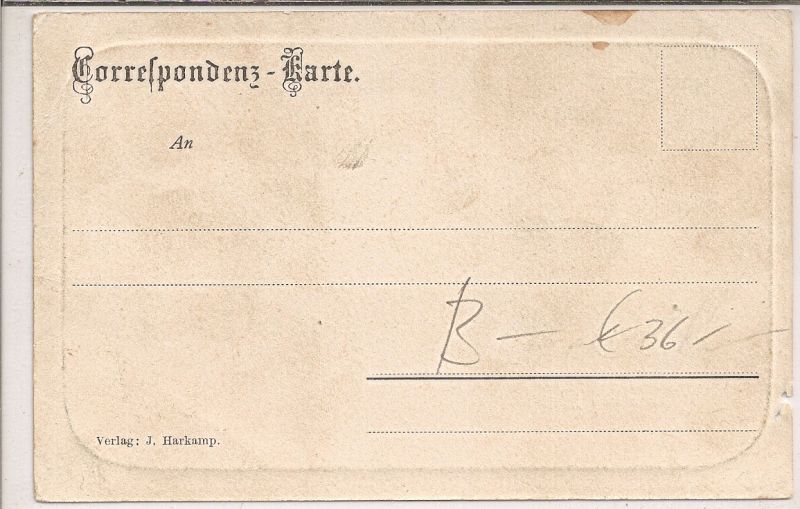 Correspondenz-Karte.
An
B — k 36 —
Verlag: J. Harkamp.